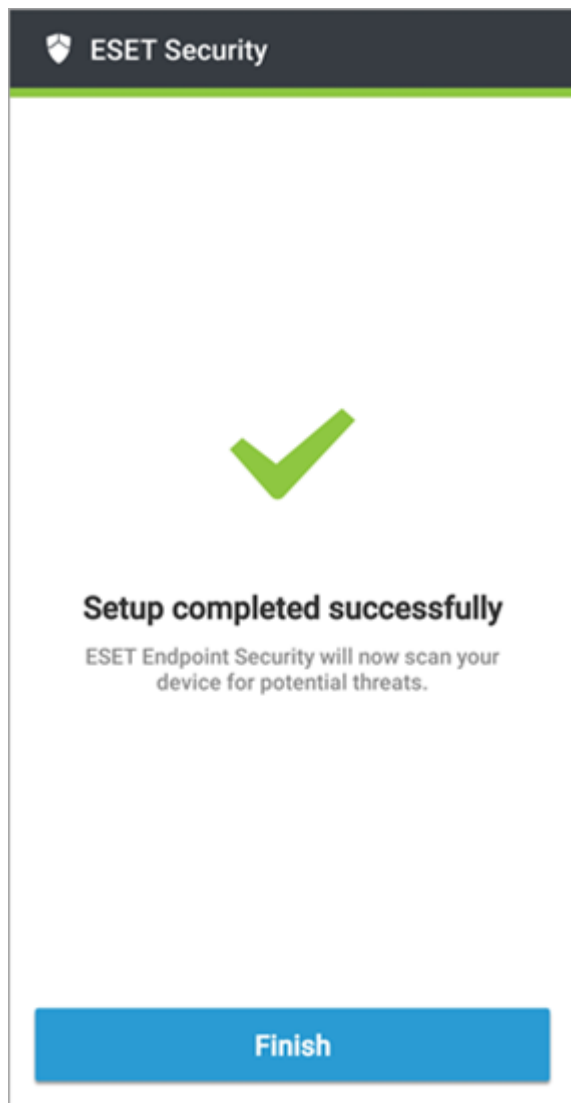 ESET Security
Setup completed successfully
ESET Endpoint Security will now scan your
device for potential threats.
Finish